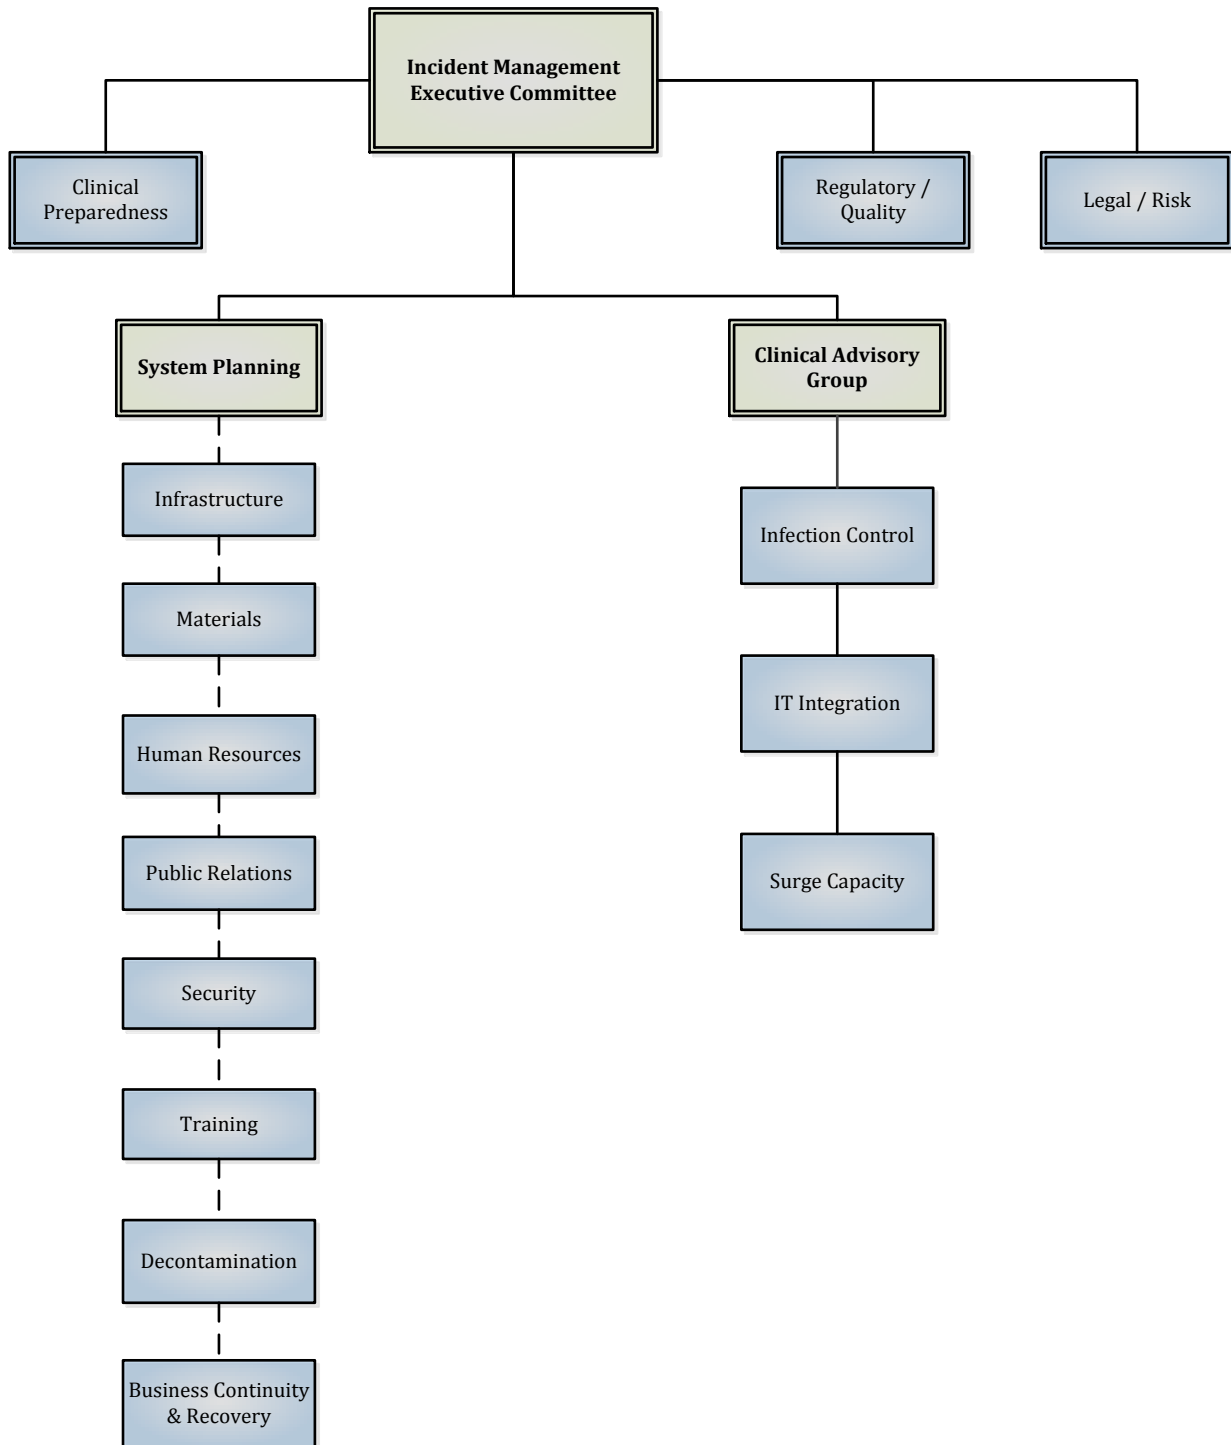 Incident Management
Executive Committee
Clinical
Preparedness
Regulatory /
Quality
Legal / Risk
System Planning
Clinical Advisory
Group
Infrastructure
Infection Control
Materials
IT Integration
Human Resources
Public Relations
Surge Capacity
Security
Training
Decontamination
Business Continuity
& Recovery